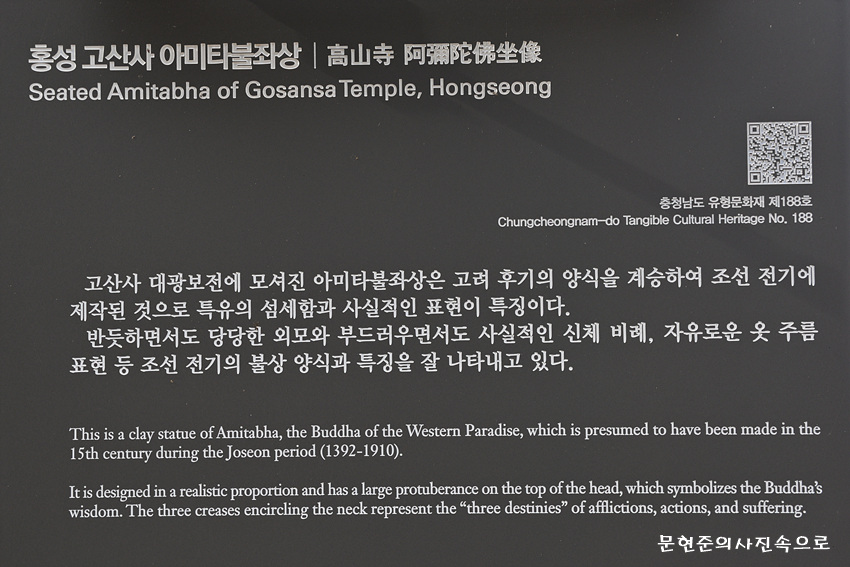 홍성 고산사 아미타불좌상 | 高山寺 阿彌陀佛坐像
Seated Amitabha of Gosansa Temple, Hongseong
충청남도 유형문화재 제188호
Chungcheongnam-do Tangible Cultural Heritage No. 188
고산사 대광보전에 모셔진 아미타불좌상은 고려 후기의 양식을 계승하여 조선 전기에
제작된 것으로 특유의 섬세함과 사실적인 표현이 특징이다.
반듯하면서도 당당한 외모와 부드러우면서도 사실적인 신체 비례, 자유로운 옷 주름
표현 등 조선 전기의 불상 양식과 특징을 잘 나타내고 있다.
This is a clay statue of Amitabha, the Buddha of the Western Paradise, which is presumed to have been made in the
15th century during the Joseon period (1392-1910).
It is designed in a realistic proportion and has a large protuberance on the top of the head, which symbolizes the Buddha's
wisdom. The three creases encircling the neck represent the “three destinies” of afflictions, actions, and suffering.
문현준의사진속으로